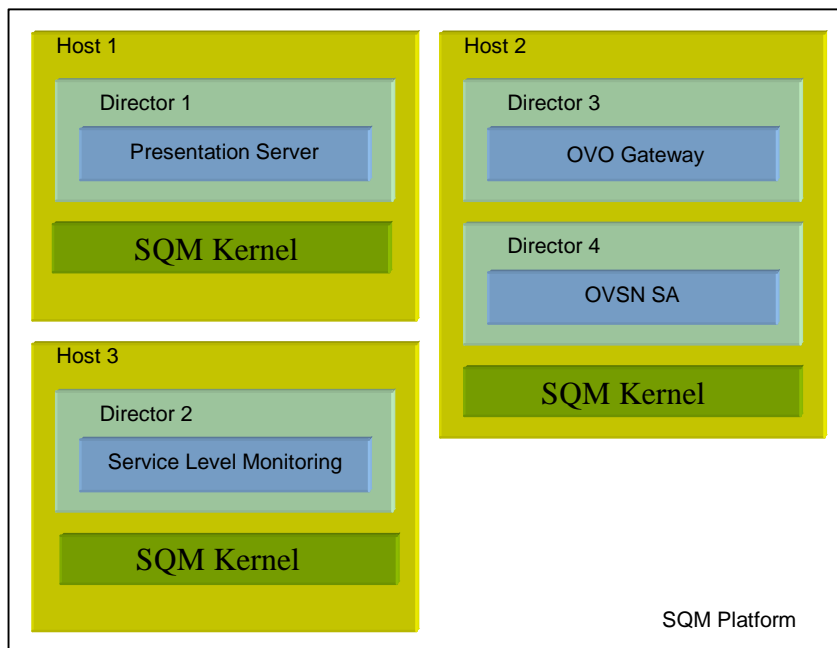 Host 1
Director 1
Presentation Server
SQM Kernel
Host 2
Director 3
OVO Gateway
Director 4
OVSN SA
SQM Kernel
Host 3
Director 2
Service Level Monitoring
SQM Kernel
SQM Platform